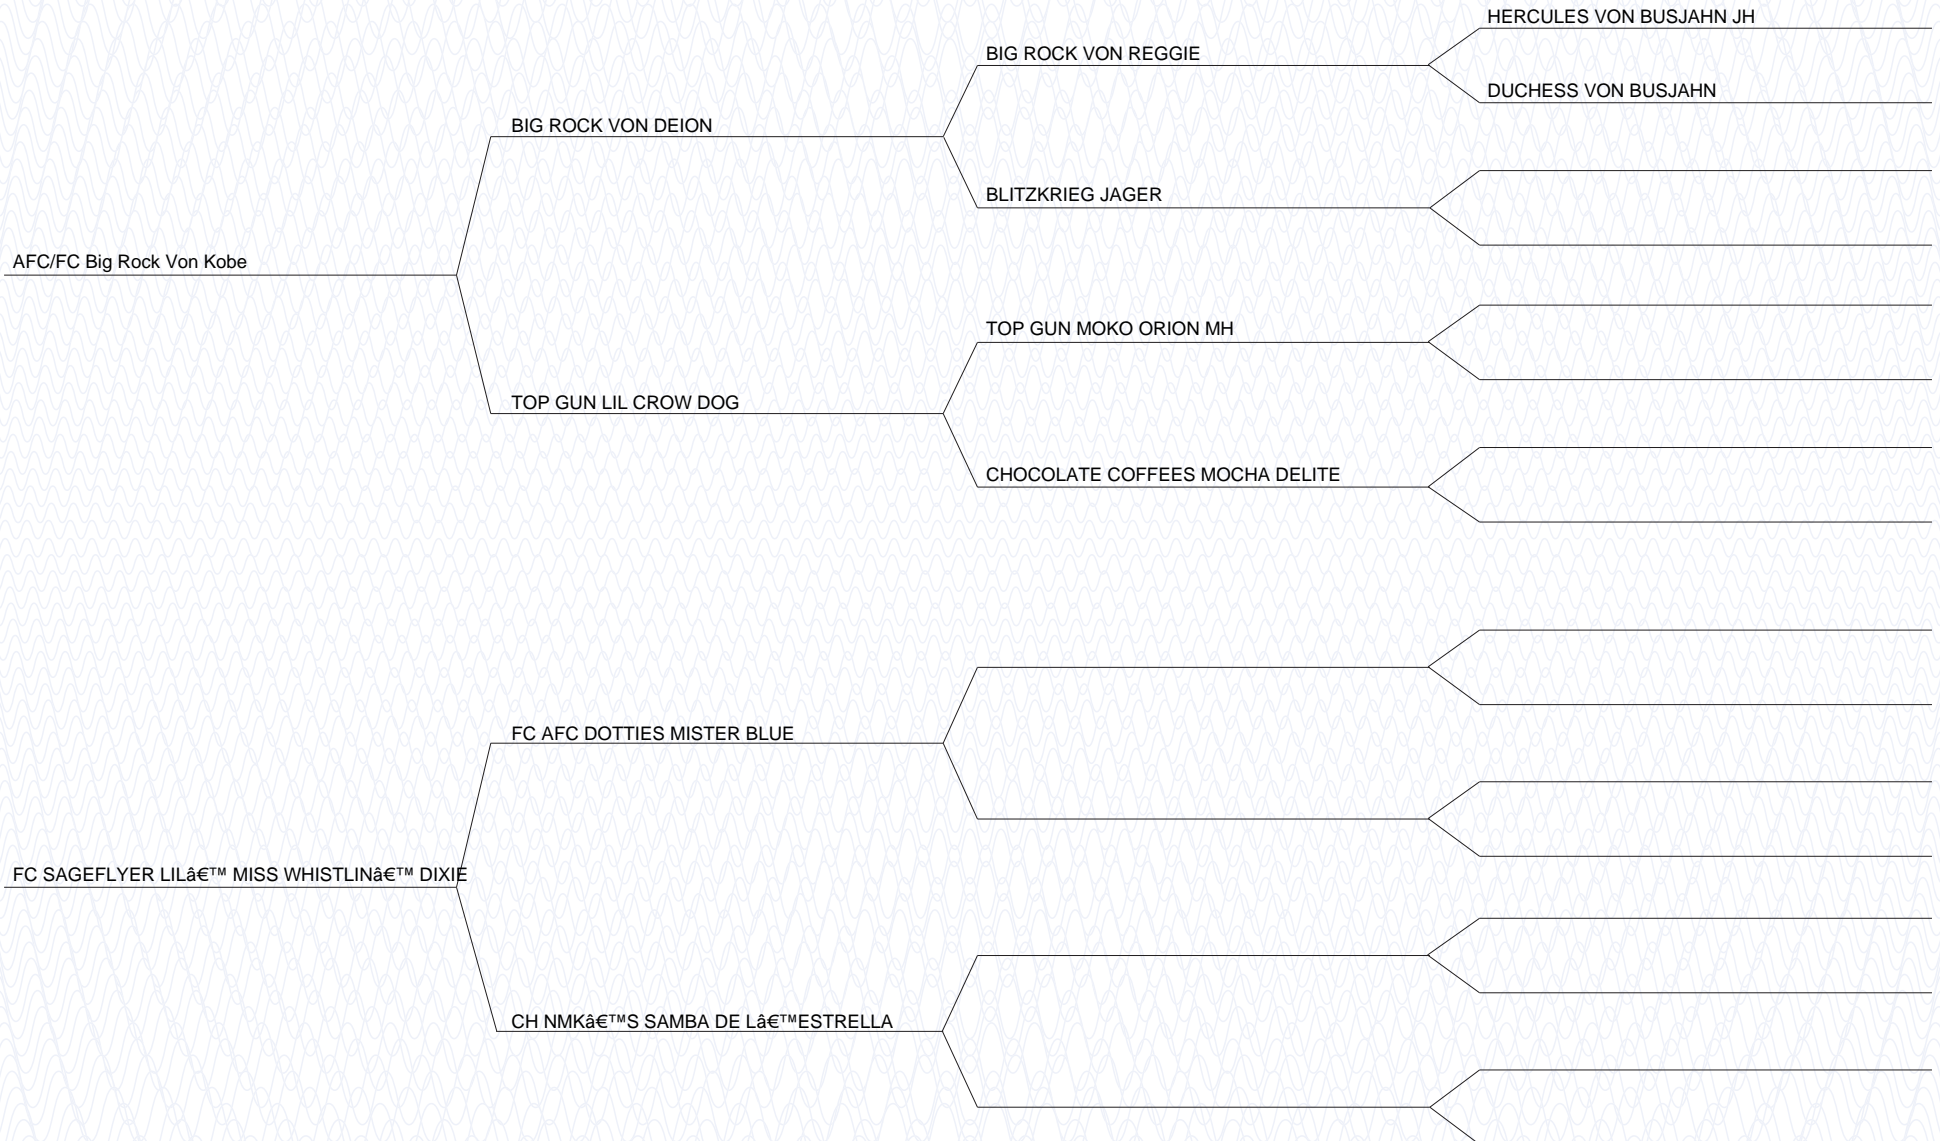 HERCULES VON BUSJAHN JH
BIG ROCK VON REGGIE
DUCHESS VON BUSJAHN
BIG ROCK VON DEION
BLITZKRIEG JAGER
AFC/FC Big Rock Von Kobe
TOP GUN MOKO ORION MH
TOP GUN LIL CROW DOG
CHOCOLATE COFFEES MOCHA DELITE
FC AFC DOTTIES MISTER BLUE
FC SAGEFLYER LILâ€™ MISS WHISTLINâ€™ DIXIE
CH NMKâ€™S SAMBA DE Lâ€™ESTRELLA